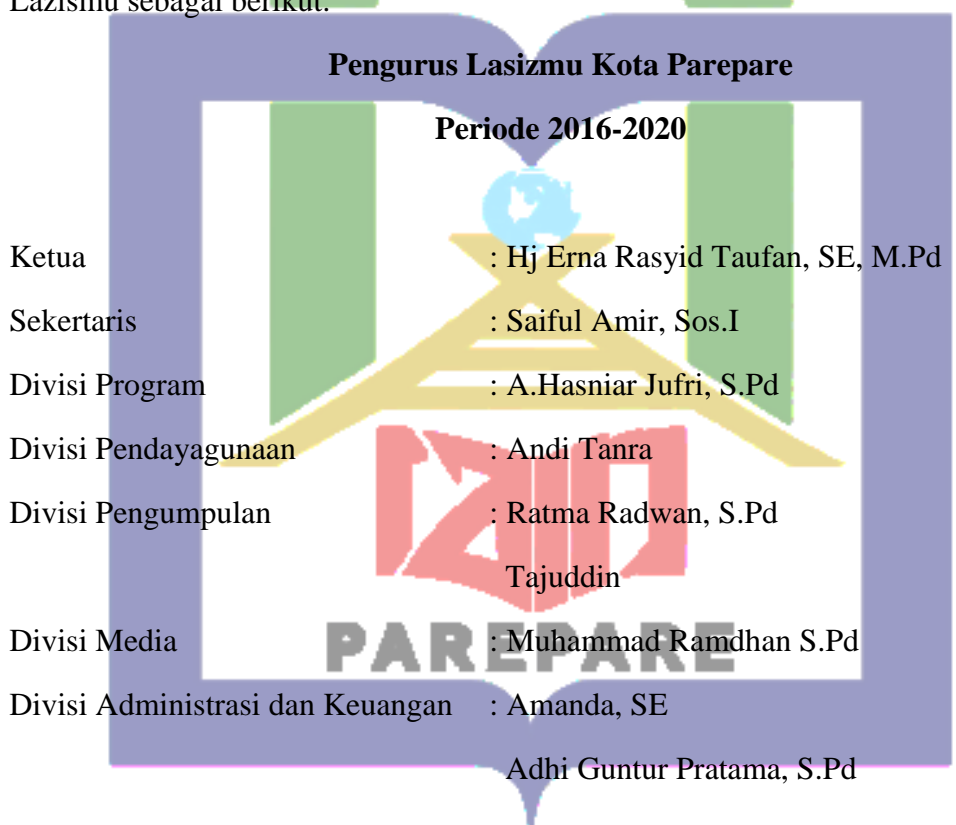 Lazismu sebagai berikut:
Pengurus Lasizmu Kota Parepare
Periode 2016-2020
Ketua : Hj Erna Rasyid Taufan, SE, M.Pd
Sekertaris : Saiful Amir, Sos.I
Divisi Program : A.Hasniar Jufri, S.Pd
Divisi Pendayagunaan : Andi Tanra
Divisi Pengumpulan : Ratma Radwan, S.Pd
Tajuddin
PAREPARE
Divisi Media : Muhammad Ramdhan S.Pd
Divisi Administrasi dan Keuangan : Amanda, SE
Adhi Guntur Pratama, S.Pd